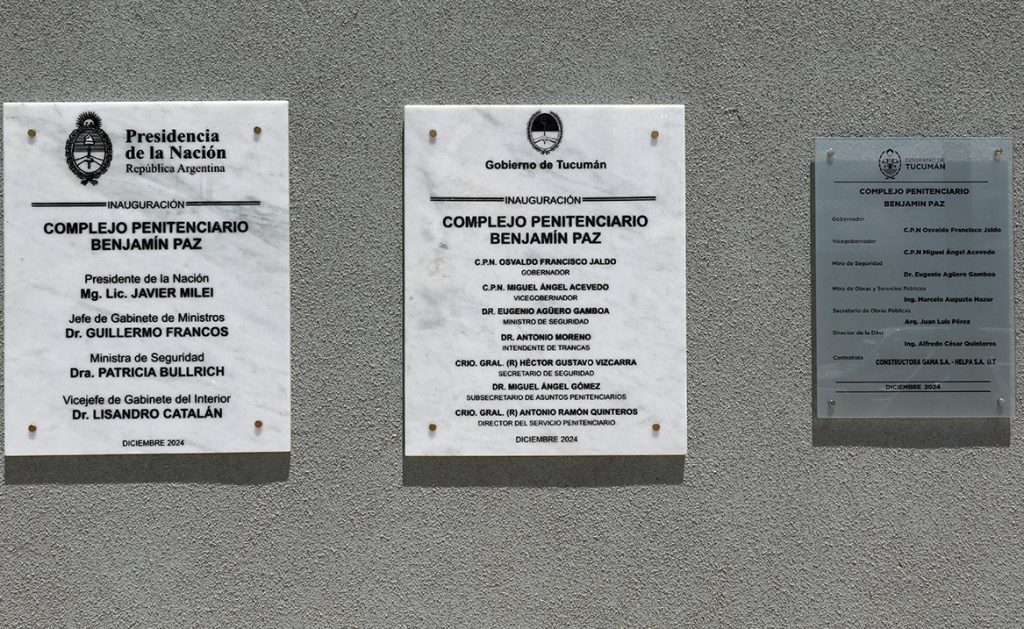 Presidencia
de la Nación
República Argentina
INAUGURACIÓN
COMPLEJO PENITENCIARIO
BENJAMÍN PAZ
Presidente de la Nación
Mg. Lic. JAVIER MILEI
Jefe de Gabinete de Ministros
Dr. GUILLERMO FRANCOS
Ministra de Seguridad
Dra. PATRICIA BULLRICH
Vicejefe de Gabinete del Interior
Dr. LISANDRO CATALÁN
DICIEMBRE 2024
Gobierno de Tucumán
INAUGURACIÓN
COMPLEJO PENITENCIARIO
BENJAMÍN PAZ
C.P.N. OSVALDO FRANCISCO JALDO
GOBERNADOR
C.P.N. MIGUEL ÁNGEL ACEVEDO
VICEGOBERNADOR
DR. EUGENIO AGÜERO GAMBOA
MINISTRO DE SEGURIDAD
DR. ANTONIO MORENO
INTENDENTE DE TRANCAS
CRIO. GRAL. (R) HÉCTOR GUSTAVO VIZCARRA
SECRETARIO DE SEGURIDAD
DR. MIGUEL ÁNGEL GÓMEZ
SUBSECRETARIO DE ASUNTOS PENITENCIARIOS
CRIO. GRAL. (R) ANTONIO RAMÓN QUINTEROS
DIRECTOR DEL SERVICIO PENITENCIARIO
DICIEMBRE 2024
GOBIERNO DE
TUCUMÁN
COMPLEJO PENITENCIARIO
BENJAMIN PAZ
Gobernador
C.P.N Osvaldo Francisco Jaldo
Vicegobernador
C.P.N Miguel Ángel Acevedo
Mtro de Seguridad
Dr. Eugenio Agüero Gamboa
Mtro de Obras y Servicios Públicos
Ing. Marcelo Augusto Nazur
Secretario de Obras Públicas
Arq. Juan Luis Pérez
Director de la DAU
Ing. Alfredo César Quinteros
Contratista
CONSTRUCTORA GAMA S.A. - HELPA S.A. U.T
DICIEMBRE 2024